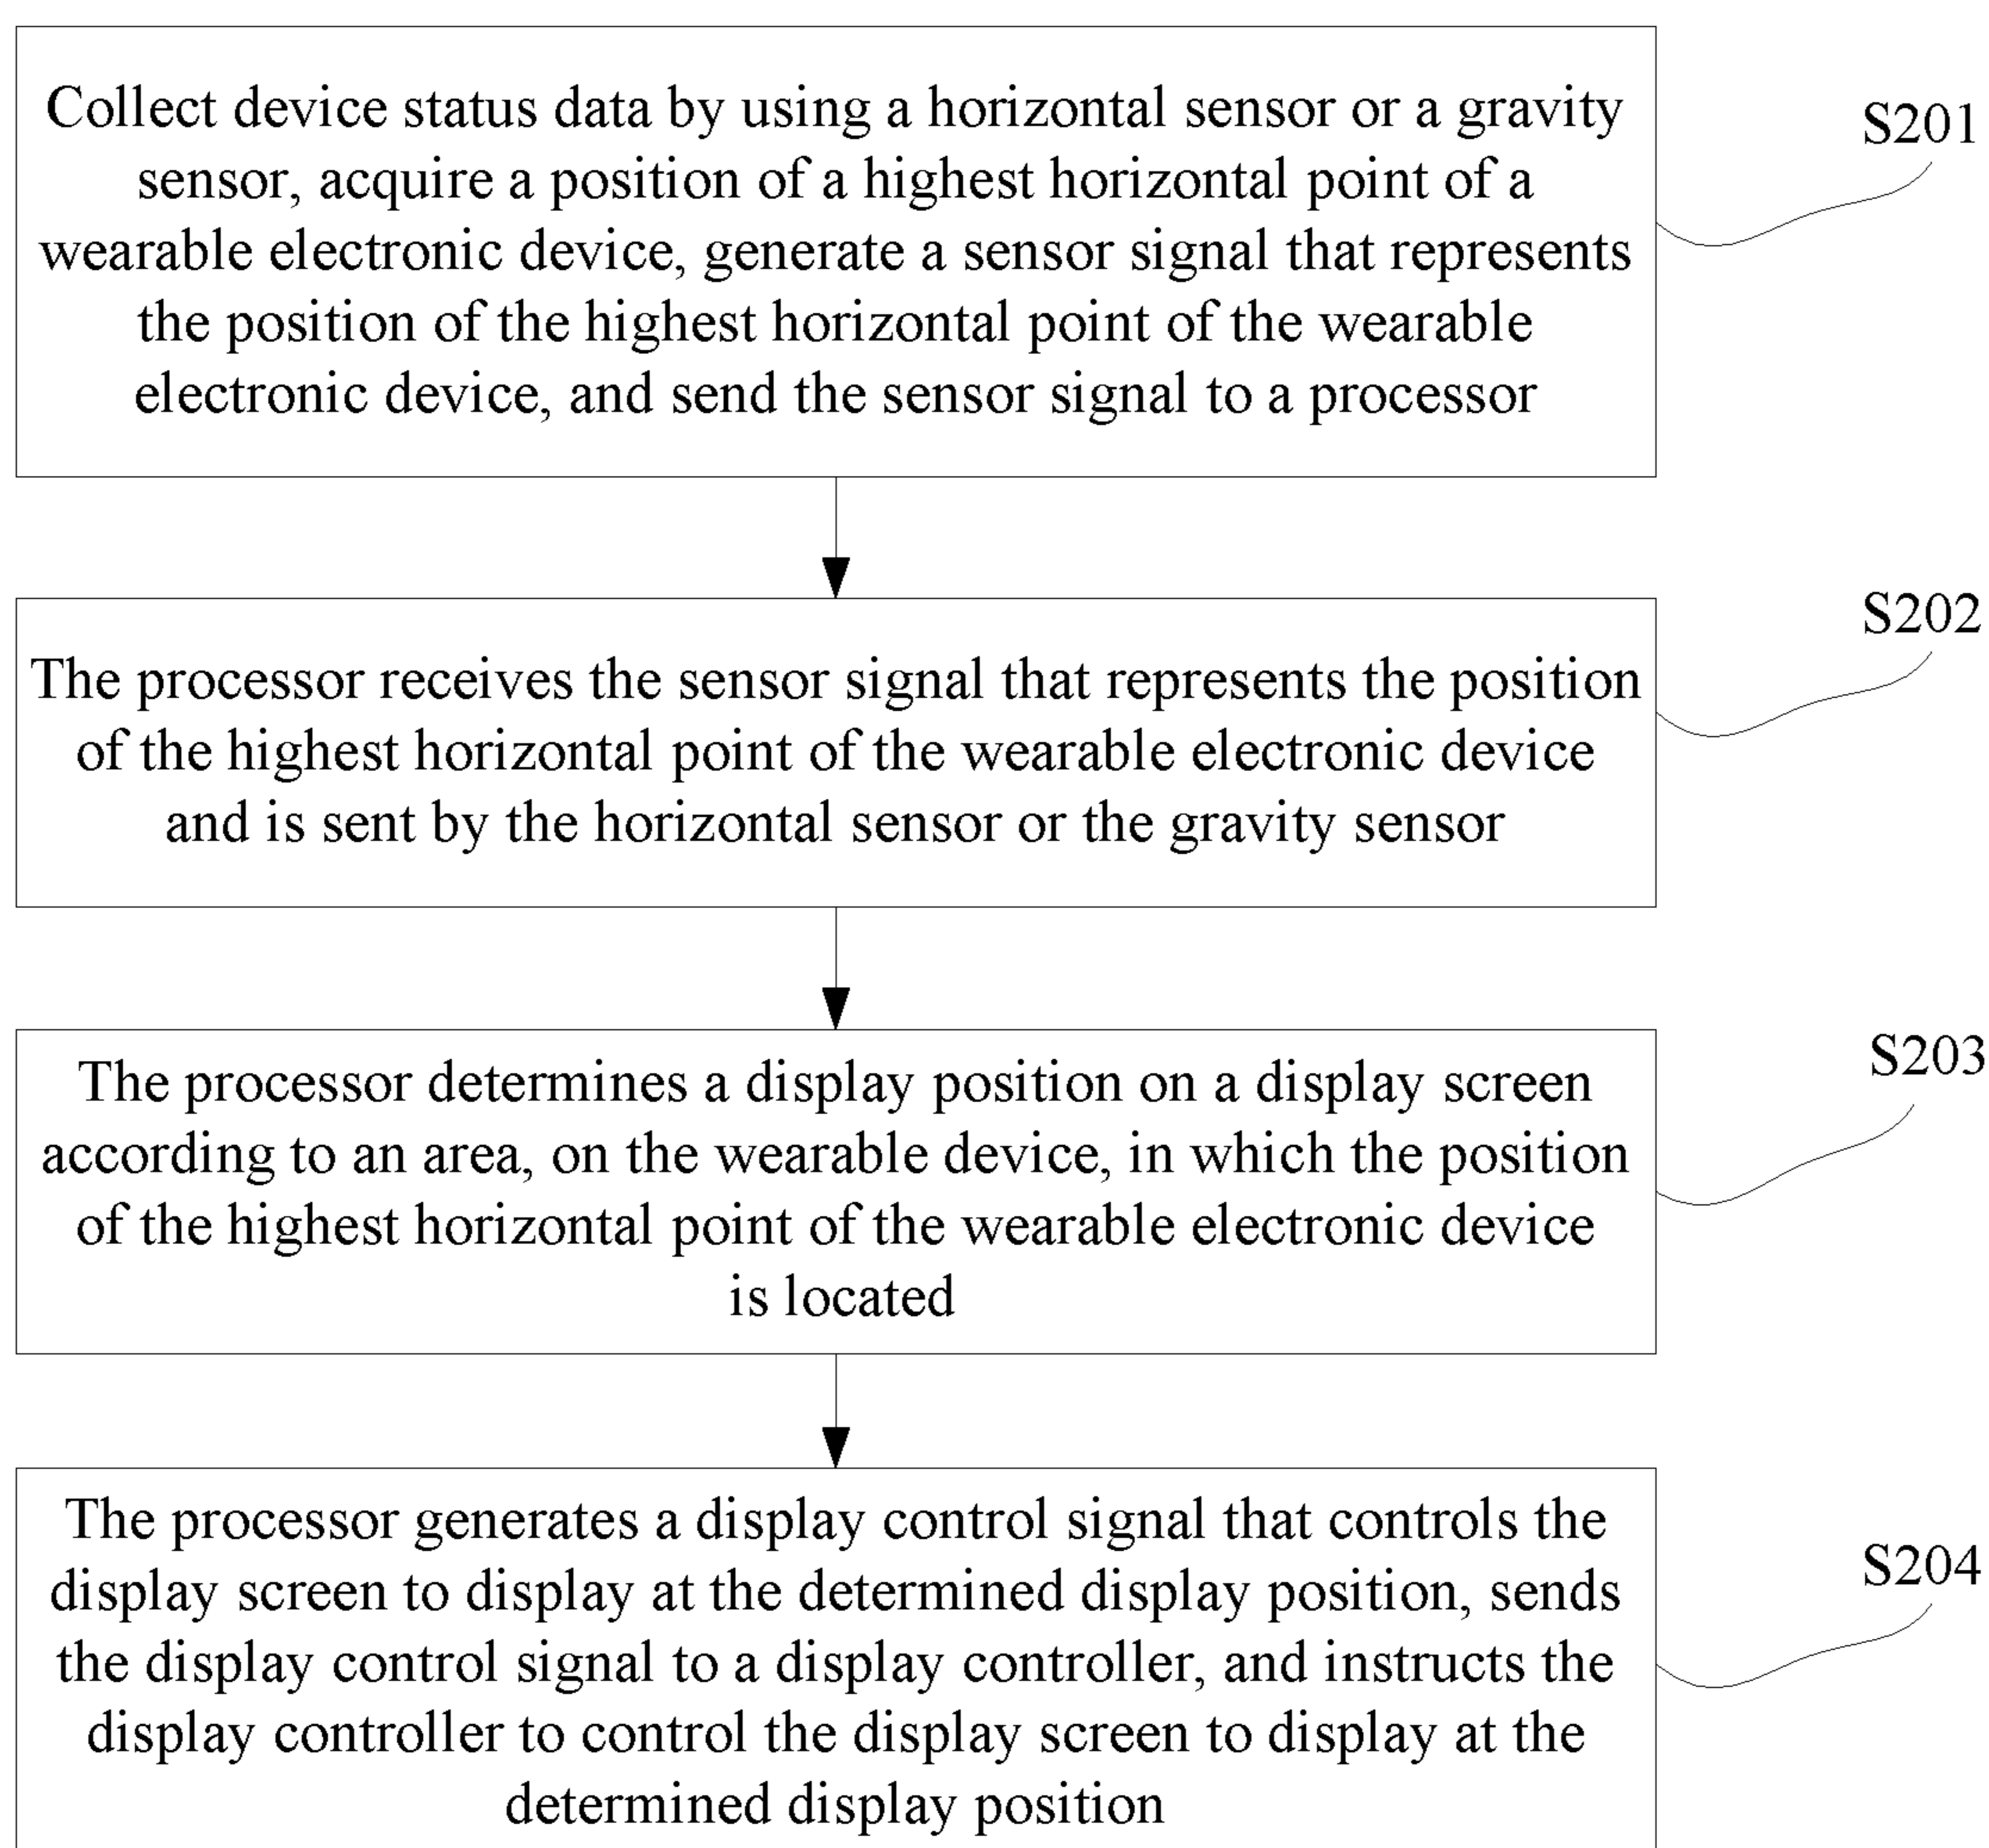 Collect device status data by using a horizontal sensor or a gravity
sensor, acquire a position of a highest horizontal point of a
wearable electronic device, generate a sensor signal that represents
the position of the highest horizontal point of the wearable
electronic device, and send the sensor signal to a processor
S201
The processor receives the sensor signal that represents the position
of the highest horizontal point of the wearable electronic device
and is sent by the horizontal sensor or the gravity sensor
S202
The processor determines a display position on a display screen
according to an area, on the wearable device, in which the position
of the highest horizontal point of the wearable electronic device
is located
S203
The processor generates a display control signal that controls the
display screen to display at the determined display position, sends
the display control signal to a display controller, and instructs the
display controller to control the display screen to display at the
determined display position
S204